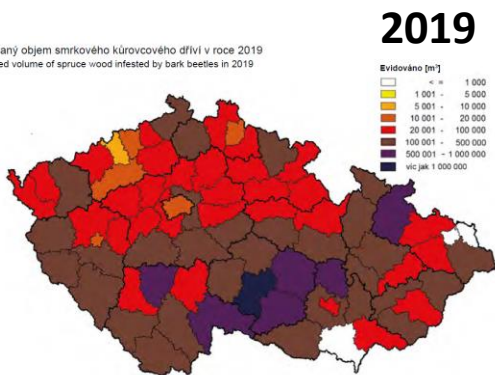 2019
aný objem smrkového kůrovcového dříví v roce 2019
ed volume of spruce wood infested by bark beetles in 2019
Evidováno [m³]
< = 1 000
1 001 - 5 000
5 001 - 10 000
10 001 - 20 000
20 001 - 100 000
100 001 - 500 000
500 001 - 1 000 000
víc jak 1 000 000